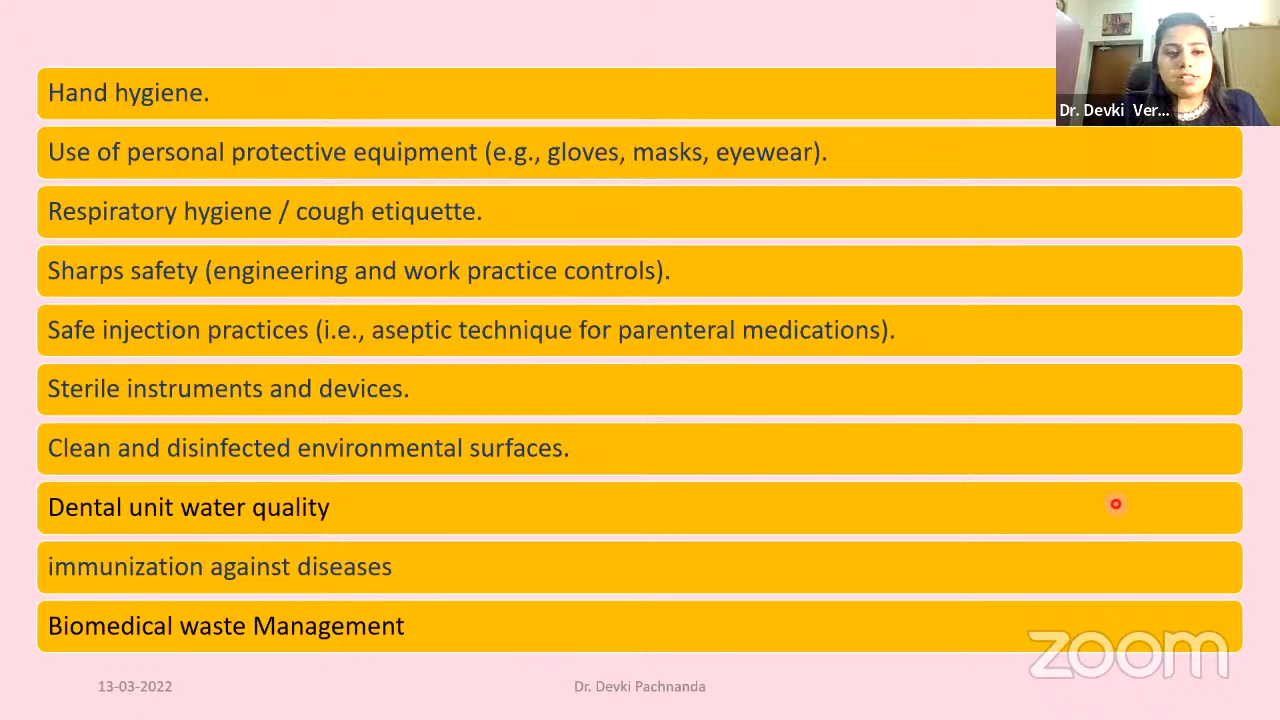 Hand hygiene.
Dr. Devki Ver...
Use of personal protective equipment (e.g., gloves, masks, eyewear).
Respiratory hygiene / cough etiquette.
Sharps safety (engineering and work practice controls).
Safe injection practices (i.e., aseptic technique for parenteral medications).
Sterile instruments and devices.
Clean and disinfected environmental surfaces.
Dental unit water quality
immunization against diseases
Biomedical waste Management
zoom
13-03-2022
Dr. Devki Pachnanda